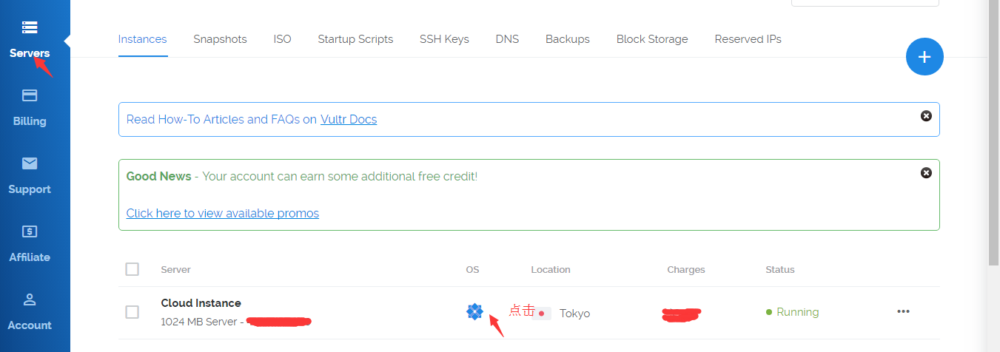 Servers
Billing
Support
Affiliate
Account
Instances Snapshots ISO Startup Scripts SSH Keys DNS Backups Block Storage Reserved IPs
Read How-To Articles and FAQs on Vultr Docs
Good News - Your account can earn some additional free credit!
Click here to view available promos
Server OS Location Charges Status
Cloud Instance
点击 Tokyo Running
1024 MB Server -